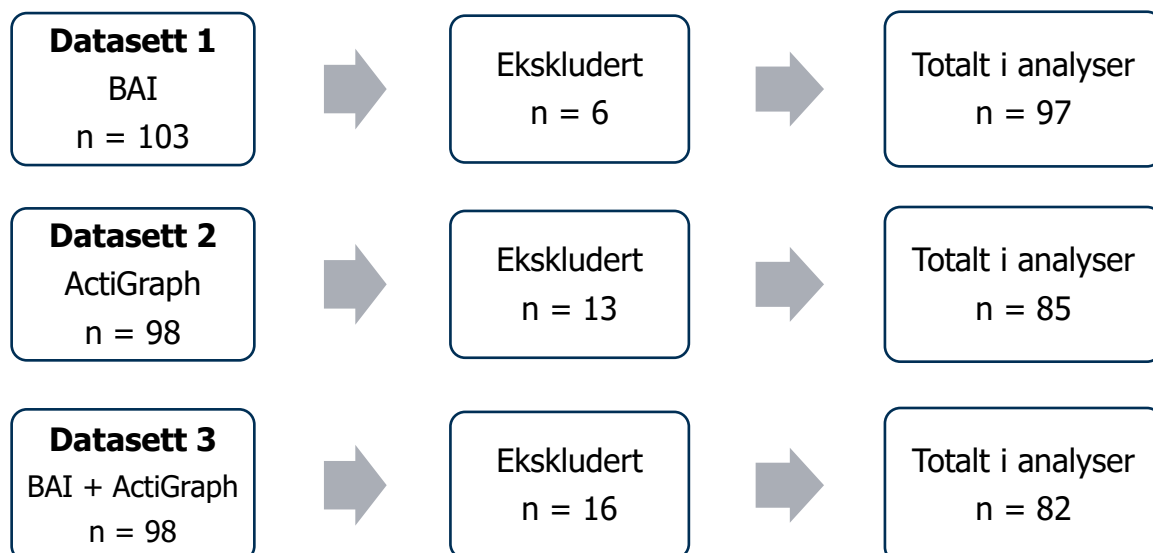 Datasett 1
BAI
n = 103
Ekskludert
n = 6
Totalt i analyser
n = 97
Datasett 2
ActiGraph
n = 98
Ekskludert
n = 13
Totalt i analyser
n = 85
Datasett 3
BAI + ActiGraph
n = 98
Ekskludert
n = 16
Totalt i analyser
n = 82